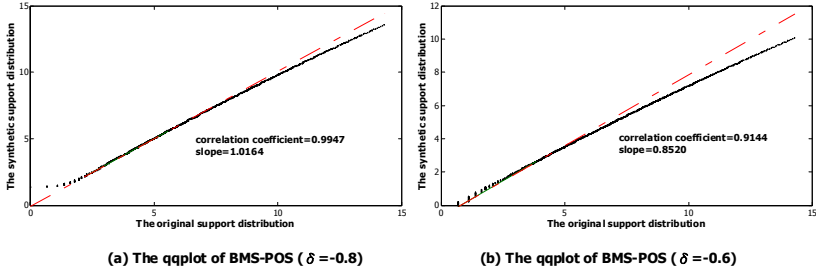 15
10
5
0
0
5
10
15
The synthetic support distribution
The original support distribution
correlation coefficient=0.9947
slope=1.0164
(a) The qqplot of BMS-POS ( δ =-0.8)
12
10
8
6
4
2
0
0
5
10
15
The synthetic support distribution
The original support distribution
correlation coefficient=0.9144
slope=0.8520
(b) The qqplot of BMS-POS ( δ =-0.6)